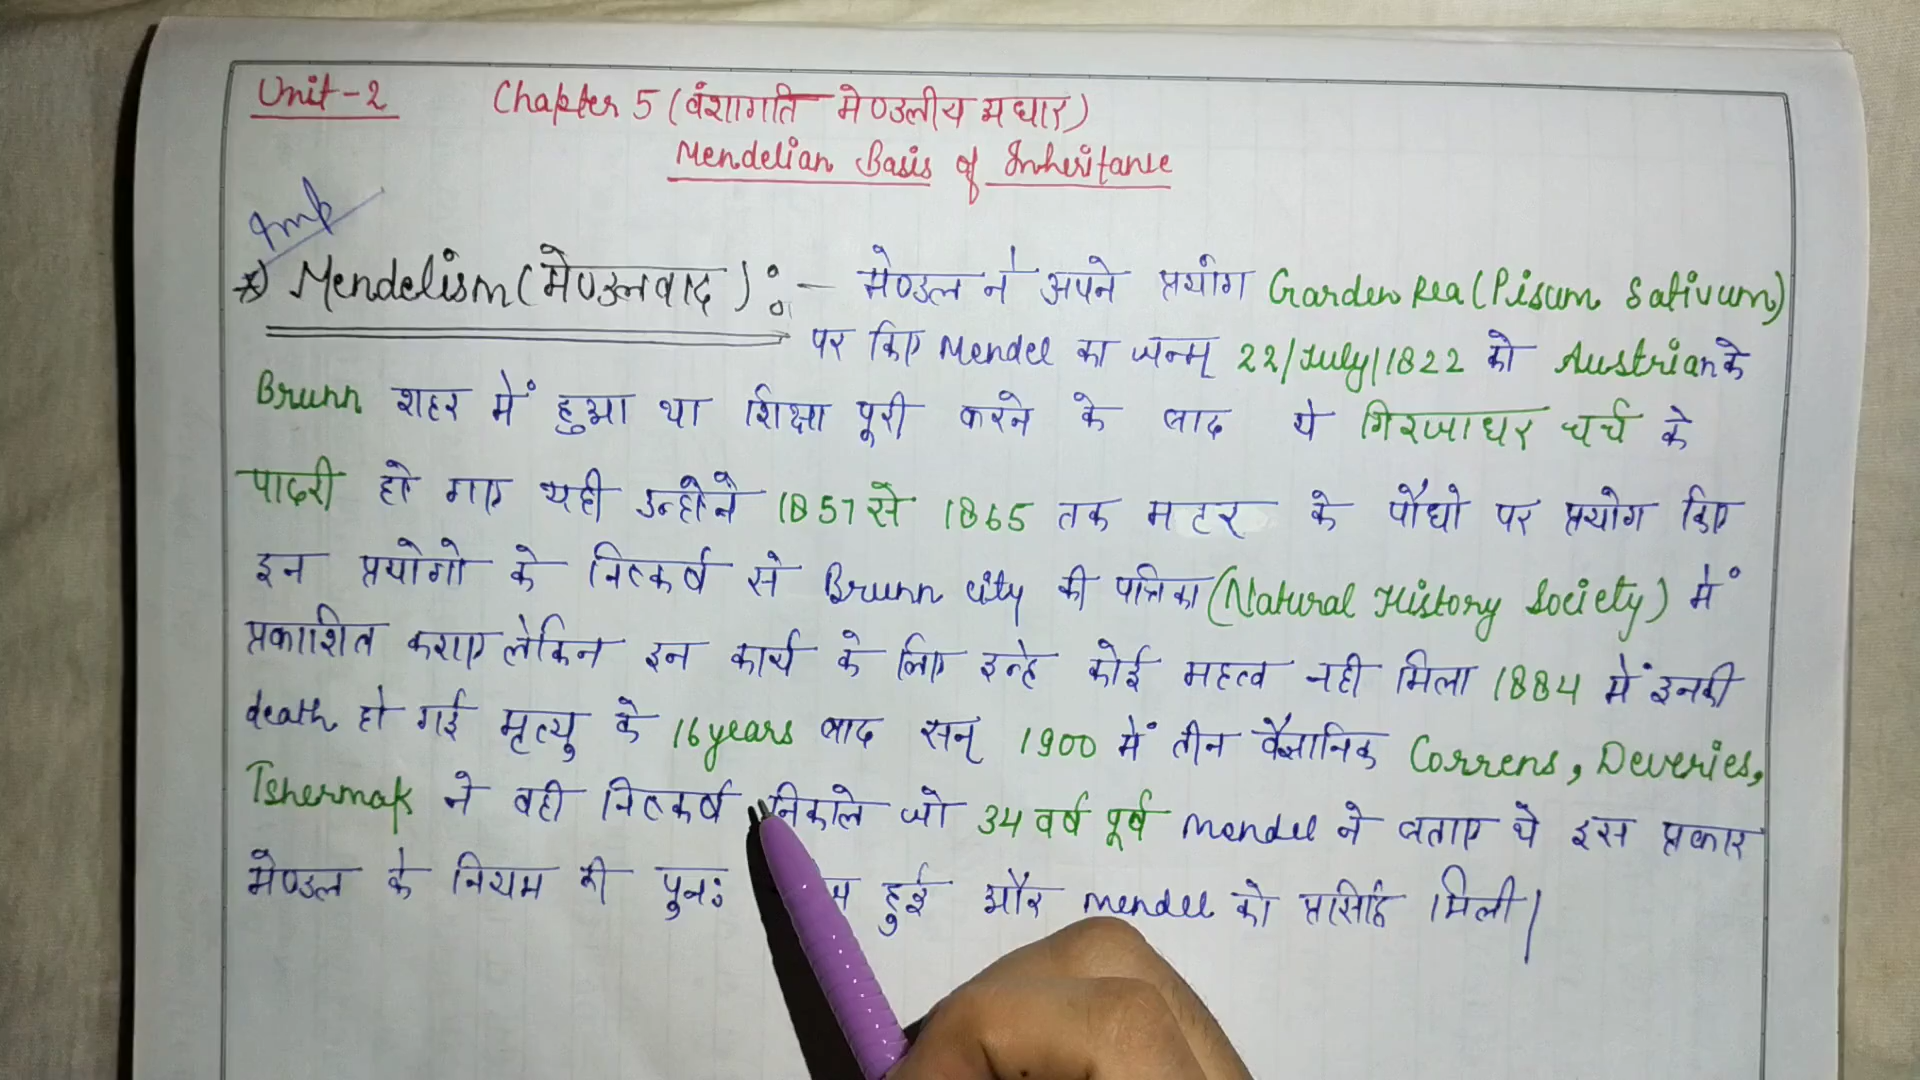 Unit-2 Chapter 5 (वंशागति मेण्डलीय अधार)
Mendelian Basis of Inheritance
Imp
Mendelism (मेण्डलवाद) :- मेण्डल ने अपने प्रयोग Garden Pea (Pisum Sativum)
पर किए Mendel का जन्म 22/July/1822 को Austrian के
Brunn शहर में हुआ था शिक्षा पूरी करने के बाद ये गिरजाघर चर्च के
पादरी हो गए यही उन्होने 1857 से 1865 तक मटर के पौधो पर प्रयोग किए
इन प्रयोगो के निष्कर्ष से Brunn city की पत्रिका (Natural History Society) में
प्रकाशित कराए लेकिन इन कार्य के लिए इन्हे कोई महत्व नही मिला 1884 में इनकी
death हो गई मृत्यु के 16 years बाद सन् 1900 में तीन वैज्ञानिक Correns, Deveries,
Tshermak ने वही निष्कर्ष निकाले जो 34 वर्ष पूर्व Mendel ने बताए थे इस प्रकार
मेण्डल के नियम की पुनः हुई और Mendel को प्रसिद्धि मिली।